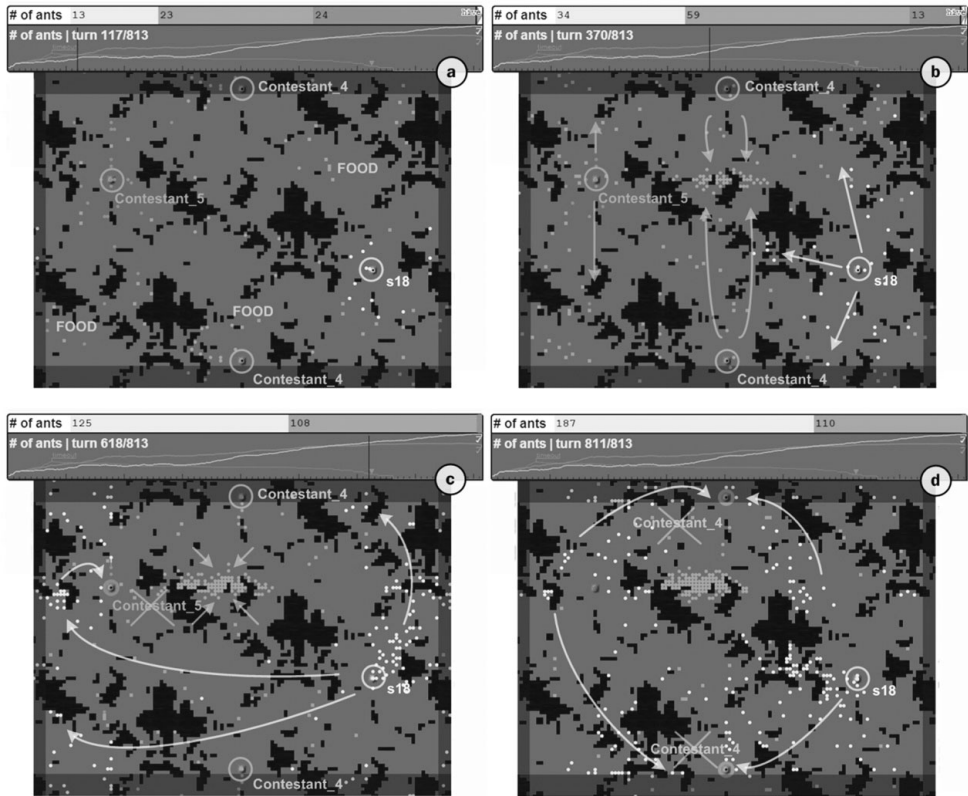 # of ants 13 23 24
# of ants | turn 117/813
a
Contestant_4
FOOD
Contestant_5
s18
FOOD
FOOD
Contestant_4
# of ants 34 59 13
# of ants | turn 370/813
b
Contestant_4
Contestant_5
s18
Contestant_4
# of ants 125 108
# of ants | turn 618/813
c
Contestant_4
Contestant_5
s18
Contestant_4
# of ants 187 110
# of ants | turn 811/813
d
Contestant_4
s18
Contestant_4